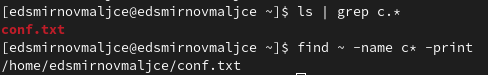 [edsmirnovmaljce@edsmirnovmaljce ~]$ ls | grep c.*
conf.txt
[edsmirnovmaljce@edsmirnovmaljce ~]$ find ~ -name c* -print
/home/edsmirnovmaljce/conf.txt